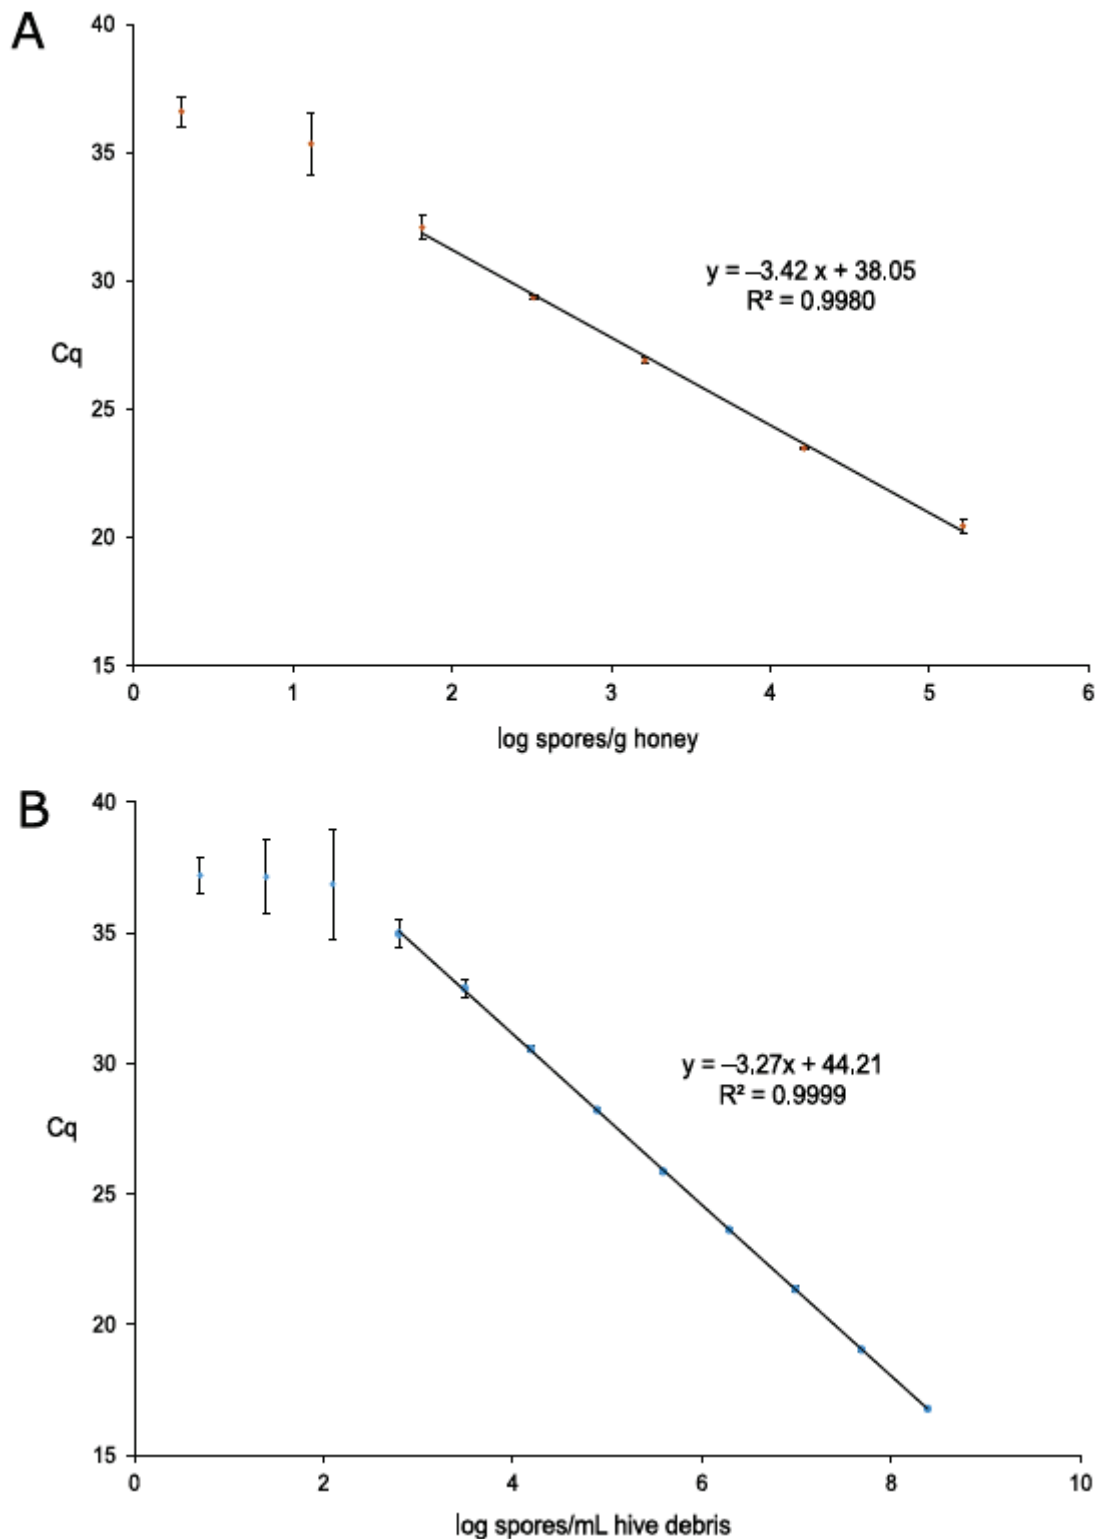 A
40
35
30
25
20
15
Cq
y = –3.42 x + 38.05
R² = 0.9980
0 1 2 3 4 5 6
log spores/g honey
B
40
35
30
25
20
15
Cq
y = –3.27x + 44.21
R² = 0.9999
0 2 4 6 8 10
log spores/mL hive debris